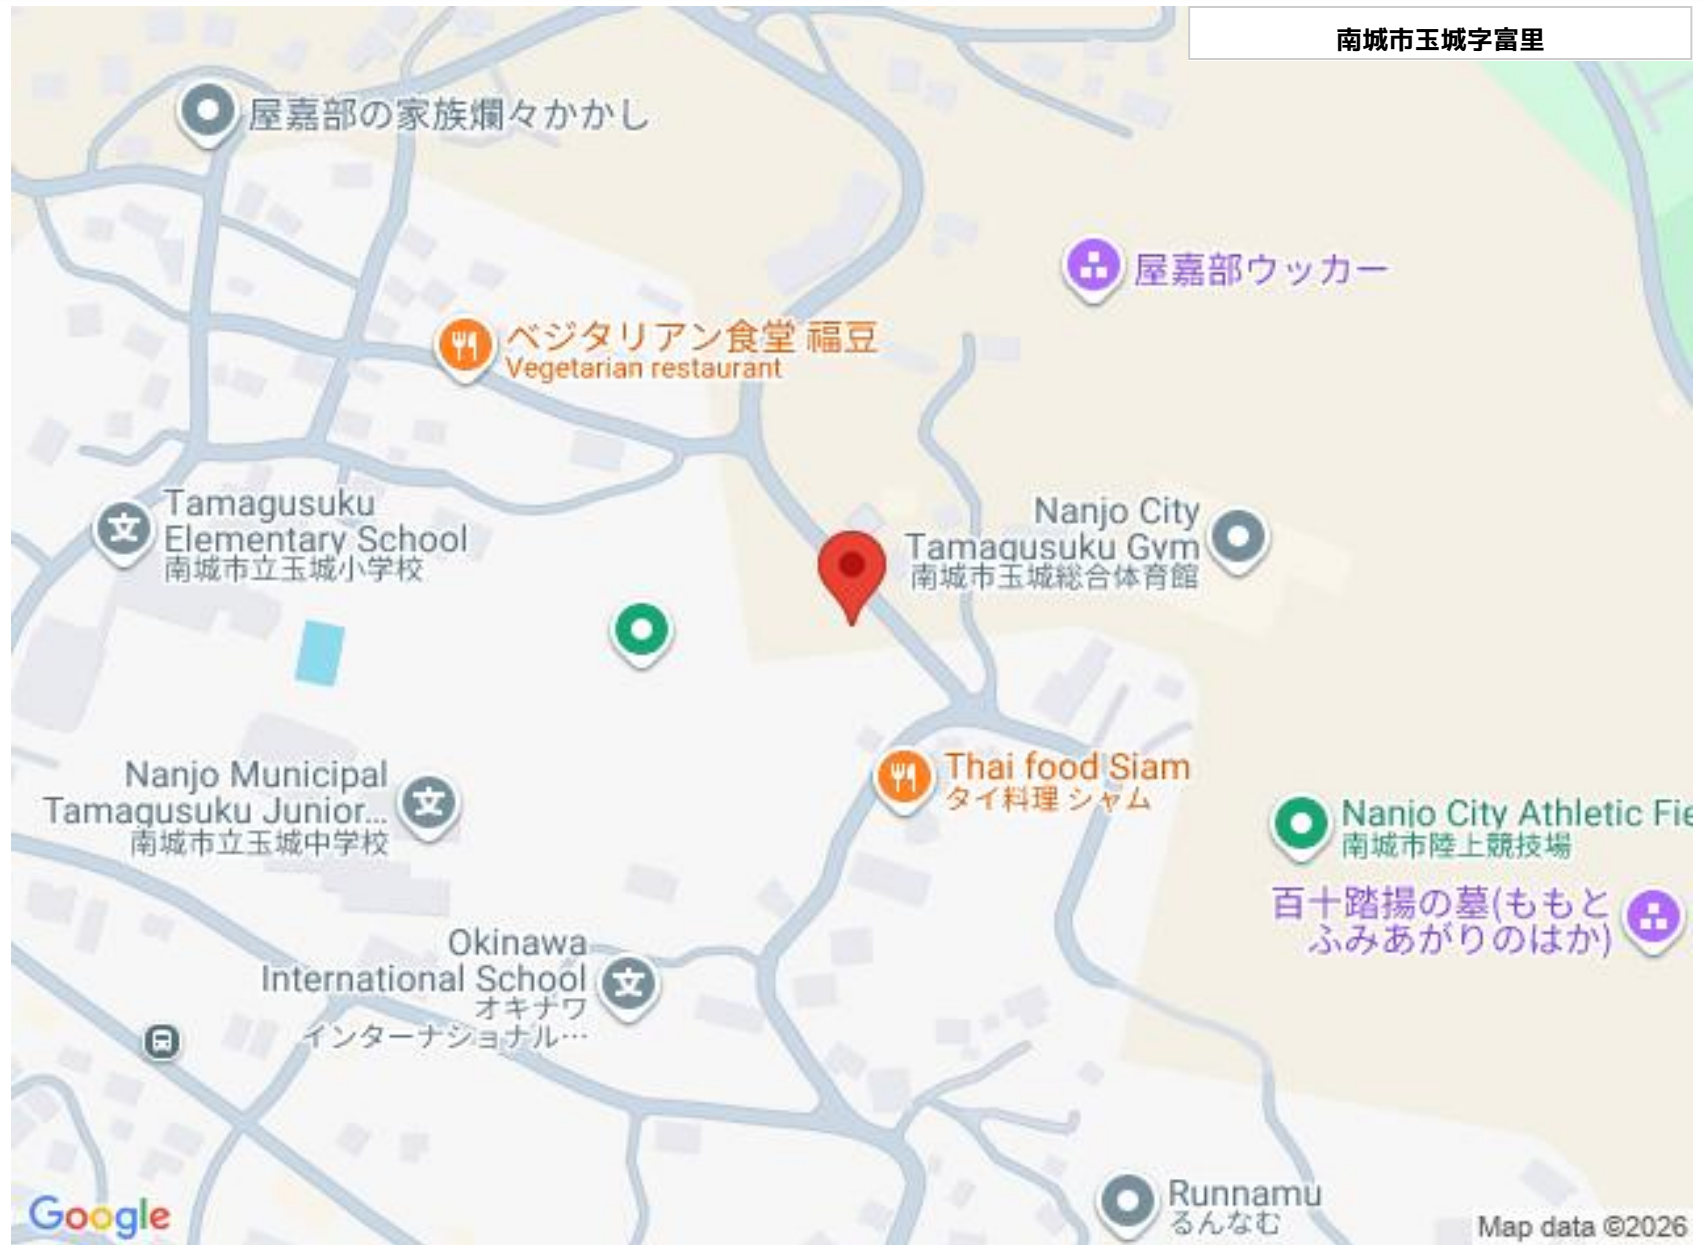 南城市玉城字富里
屋嘉部の家族爛々かかし
屋嘉部ウッカー
ベジタリアン食堂 福豆
Vegetarian restaurant
Tamagusuku
Elementary School
南城市立玉城小学校
Nanjo City
Tamagusuku Gym
南城市玉城総合体育館
Nanjo Municipal
Tamagusuku Junior...
南城市立玉城中学校
Thai food Siam
タイ料理 シャム
Nanjo City Athletic Fie
南城市陸上競技場
百十踏揚の墓(ももと
ふみあがりのはか)
Okinawa
International School
オキナワ
インターナショナル…
Runnamu
るんなむ
Google
Map data ©2026